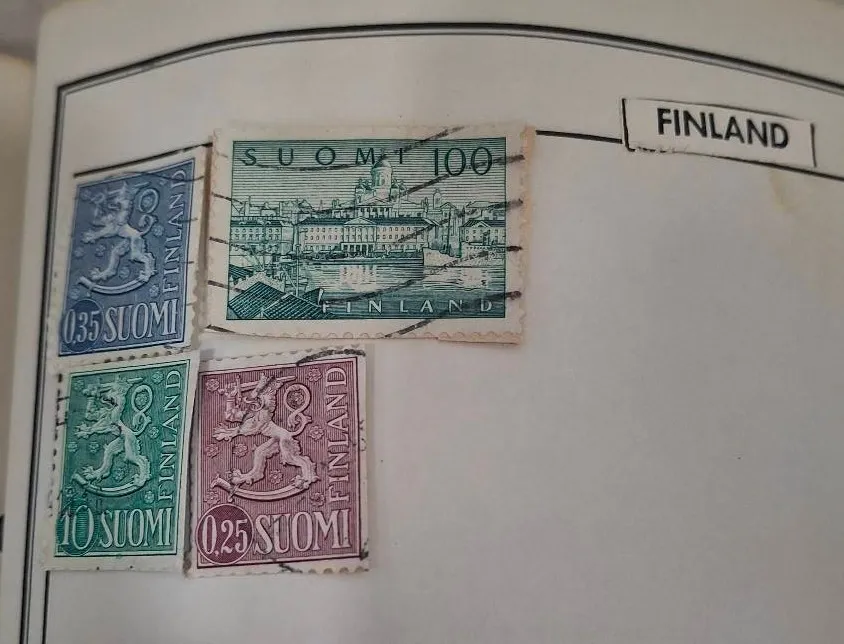 FINLAND
SUOMI 100
FINLAND
FINLAND
0,35 SUOMI
FINLAND
10 SUOMI
FINLAND
0,25 SUOMI